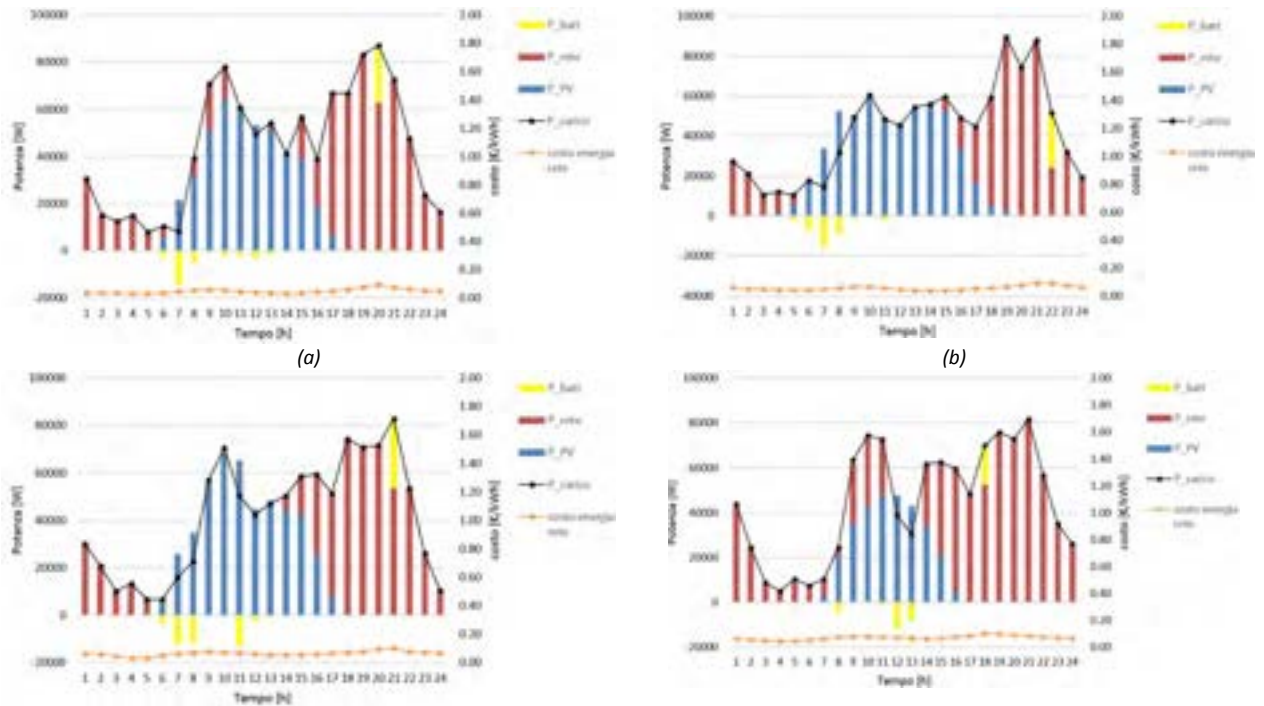 100000
80000
60000
40000
20000
0
-20000
Potenza [W]
2.00
1.80
1.60
1.40
1.20
1.00
0.80
0.60
0.40
0.20
0.00
costo [€/kWh]
1 2 3 4 5 6 7 8 9 10 11 12 13 14 15 16 17 18 19 20 21 22 23 24
Tempo [h]
P_batt
P_rete
P_PV
P_carico
costo energia
rete
(a)
100000
80000
60000
40000
20000
0
-20000
-40000
Potenza [W]
2.00
1.80
1.60
1.40
1.20
1.00
0.80
0.60
0.40
0.20
0.00
costo [€/kWh]
1 2 3 4 5 6 7 8 9 10 11 12 13 14 15 16 17 18 19 20 21 22 23 24
Tempo [h]
P_batt
P_rete
P_PV
P_carico
costo energia
rete
(b)
100000
80000
60000
40000
20000
0
-20000
Potenza [W]
2.00
1.80
1.60
1.40
1.20
1.00
0.80
0.60
0.40
0.20
0.00
costo [€/kWh]
1 2 3 4 5 6 7 8 9 10 11 12 13 14 15 16 17 18 19 20 21 22 23 24
Tempo [h]
P_batt
P_rete
P_PV
P_carico
costo energia
rete
100000
80000
60000
40000
20000
0
-20000
Potenza [W]
2.00
1.80
1.60
1.40
1.20
1.00
0.80
0.60
0.40
0.20
0.00
costo [€/kWh]
1 2 3 4 5 6 7 8 9 10 11 12 13 14 15 16 17 18 19 20 21 22 23 24
Tempo [h]
P_batt
P_rete
P_PV
P_carico
costo energia
rete